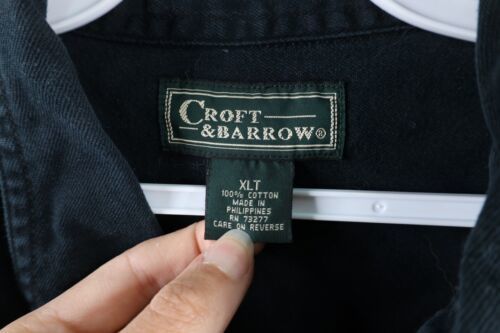 CROFT
&BARROW®
XLT
100% COTTON
MADE IN
PHILIPPINES
RN 73277
CARE ON REVERSE